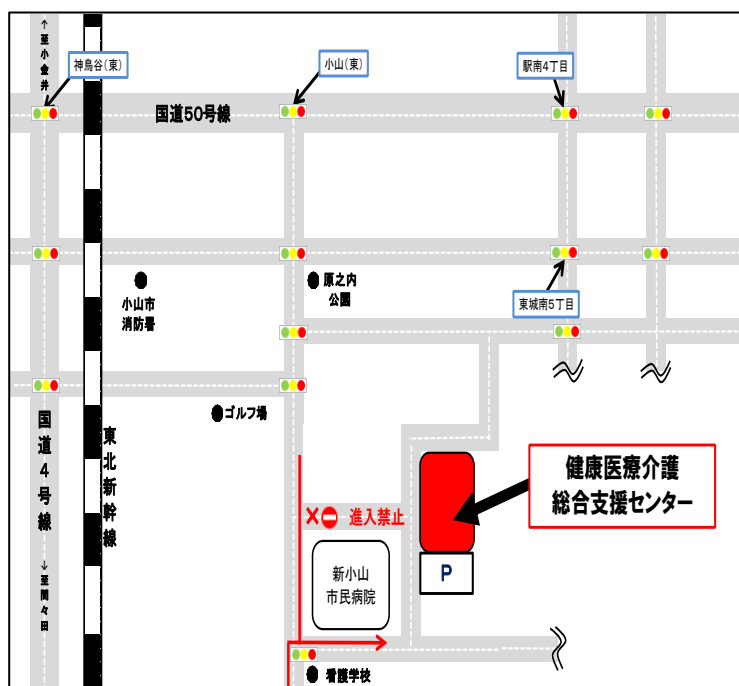 ↑至小金井
神鳥谷(東)
小山(東)
駅南4丁目
国道50号線
小山市
消防署
原之内
公園
東城南5丁目
ゴルフ場
国道4号線
東北新幹線
↓至間々田
健康医療介護
総合支援センター
×
進入禁止
新小山
市民病院
P
看護学校